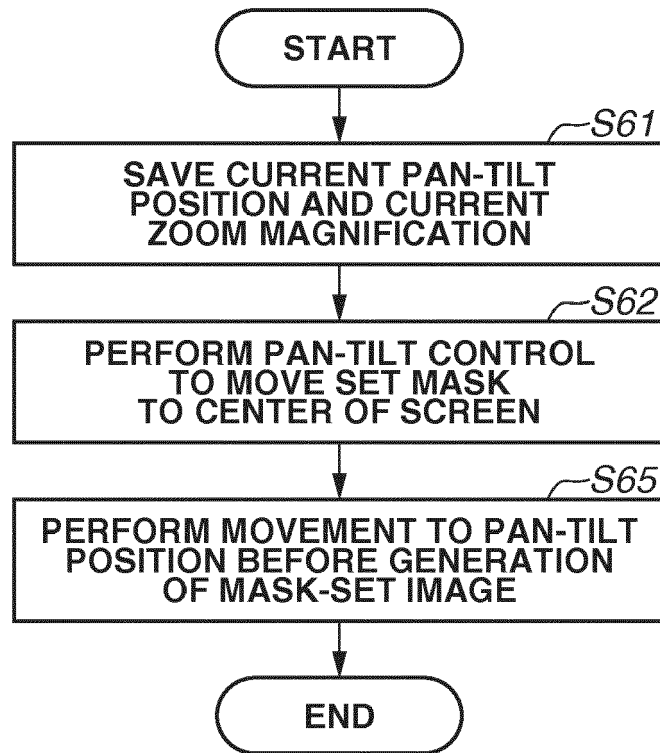 START
S61
SAVE CURRENT PAN-TILT
POSITION AND CURRENT
ZOOM MAGNIFICATION
S62
PERFORM PAN-TILT CONTROL
TO MOVE SET MASK
TO CENTER OF SCREEN
S65
PERFORM MOVEMENT TO PAN-TILT
POSITION BEFORE GENERATION
OF MASK-SET IMAGE
END